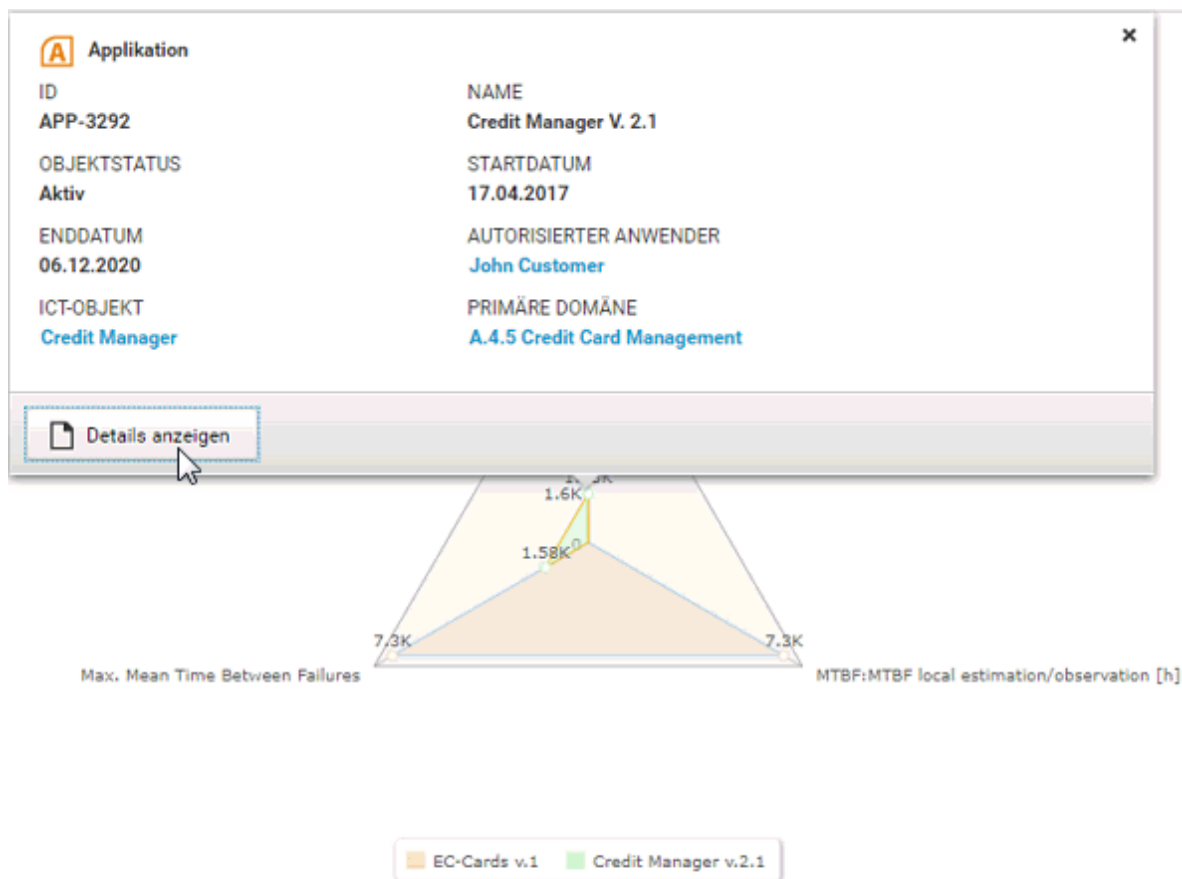 Applikation
ID NAME
APP-3292 Credit Manager V. 2.1
OBJEKTSTATUS STARTDATUM
Aktiv 17.04.2017
ENDDATUM AUTORISIERTER ANWENDER
06.12.2020 John Customer
ICT-OBJEKT PRIMÄRE DOMÄNE
Credit Manager A.4.5 Credit Card Management
Details anzeigen
1.6K
0
1.58K
7.3K 7.3K
Max. Mean Time Between Failures MTBF:MTBF local estimation/observation [h]
EC-Cards v.1 Credit Manager v.2.1